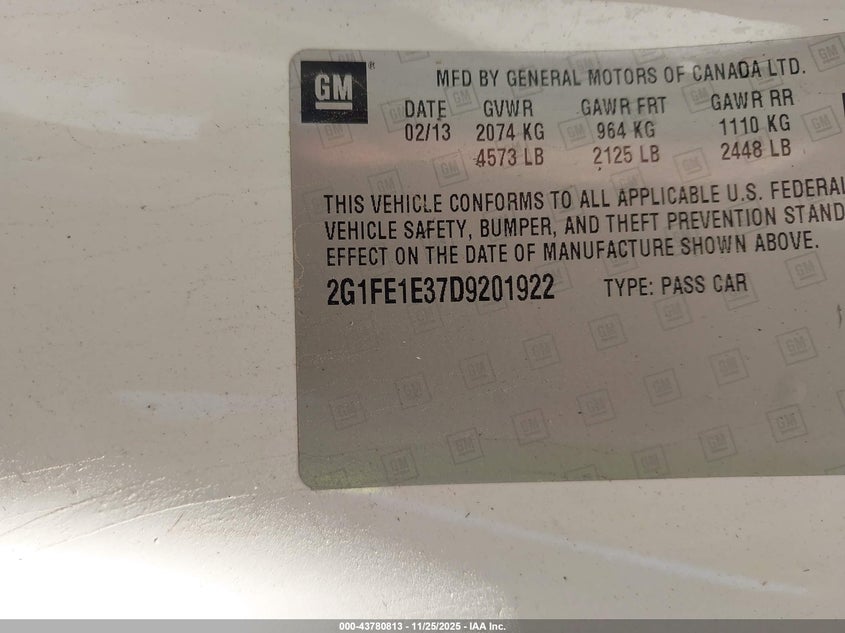 GM ® MFD BY GENERAL MOTORS OF CANADA LTD.
DATE GVWR GAWR FRT GAWR RR
02/13 2074 KG 964 KG 1110 KG
4573 LB 2125 LB 2448 LB
THIS VEHICLE CONFORMS TO ALL APPLICABLE U.S. FEDERAL
VEHICLE SAFETY, BUMPER, AND THEFT PREVENTION STAND
EFFECT ON THE DATE OF MANUFACTURE SHOWN ABOVE.
2G1FE1E37D9201922 TYPE: PASS CAR
000-43780813 - 11/25/2025 - IAA Inc.